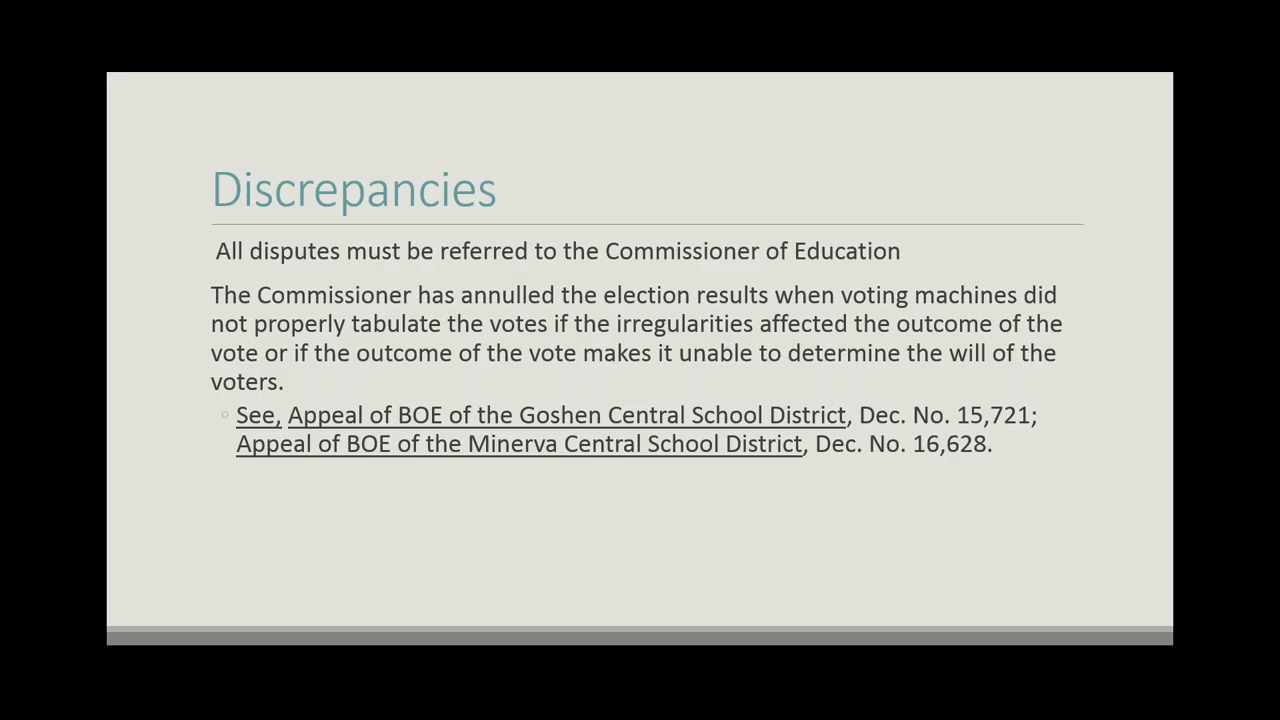 Discrepancies
All disputes must be referred to the Commissioner of Education
The Commissioner has annulled the election results when voting machines did
not properly tabulate the votes if the irregularities affected the outcome of the
vote or if the outcome of the vote makes it unable to determine the will of the
voters.
See, Appeal of BOE of the Goshen Central School District, Dec. No. 15,721;
Appeal of BOE of the Minerva Central School District, Dec. No. 16,628.